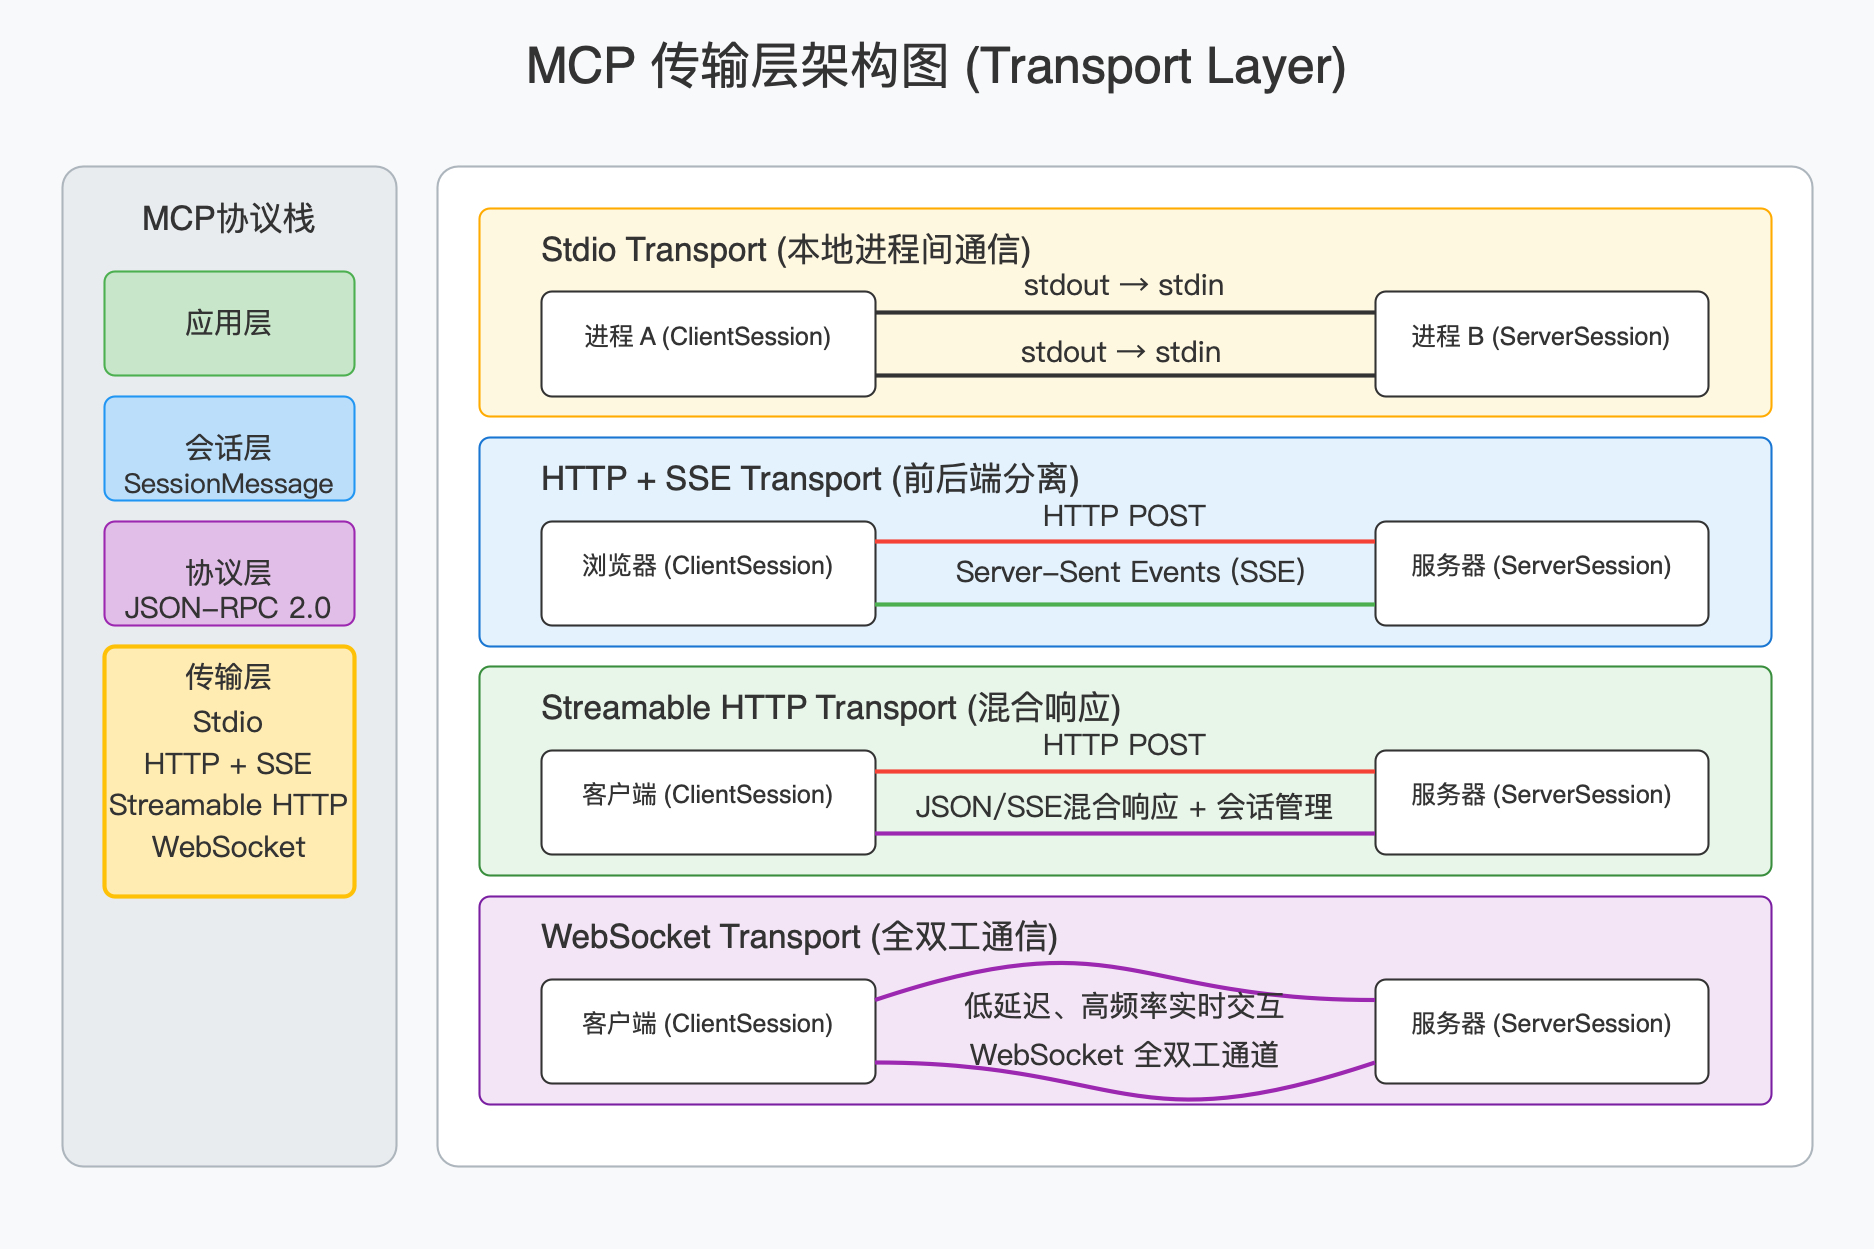 MCP 传输层架构图 (Transport Layer)
MCP协议栈
应用层
会话层
SessionMessage
协议层
JSON-RPC 2.0
传输层
Stdio
HTTP + SSE
Streamable HTTP
WebSocket
Stdio Transport (本地进程间通信)
stdout → stdin
进程 A (ClientSession)
进程 B (ServerSession)
stdout → stdin
HTTP + SSE Transport (前后端分离)
HTTP POST
浏览器 (ClientSession)
Server-Sent Events (SSE)
服务器 (ServerSession)
Streamable HTTP Transport (混合响应)
HTTP POST
客户端 (ClientSession)
JSON/SSE混合响应 + 会话管理
服务器 (ServerSession)
WebSocket Transport (全双工通信)
低延迟、高频率实时交互
客户端 (ClientSession)
服务器 (ServerSession)
WebSocket 全双工通道